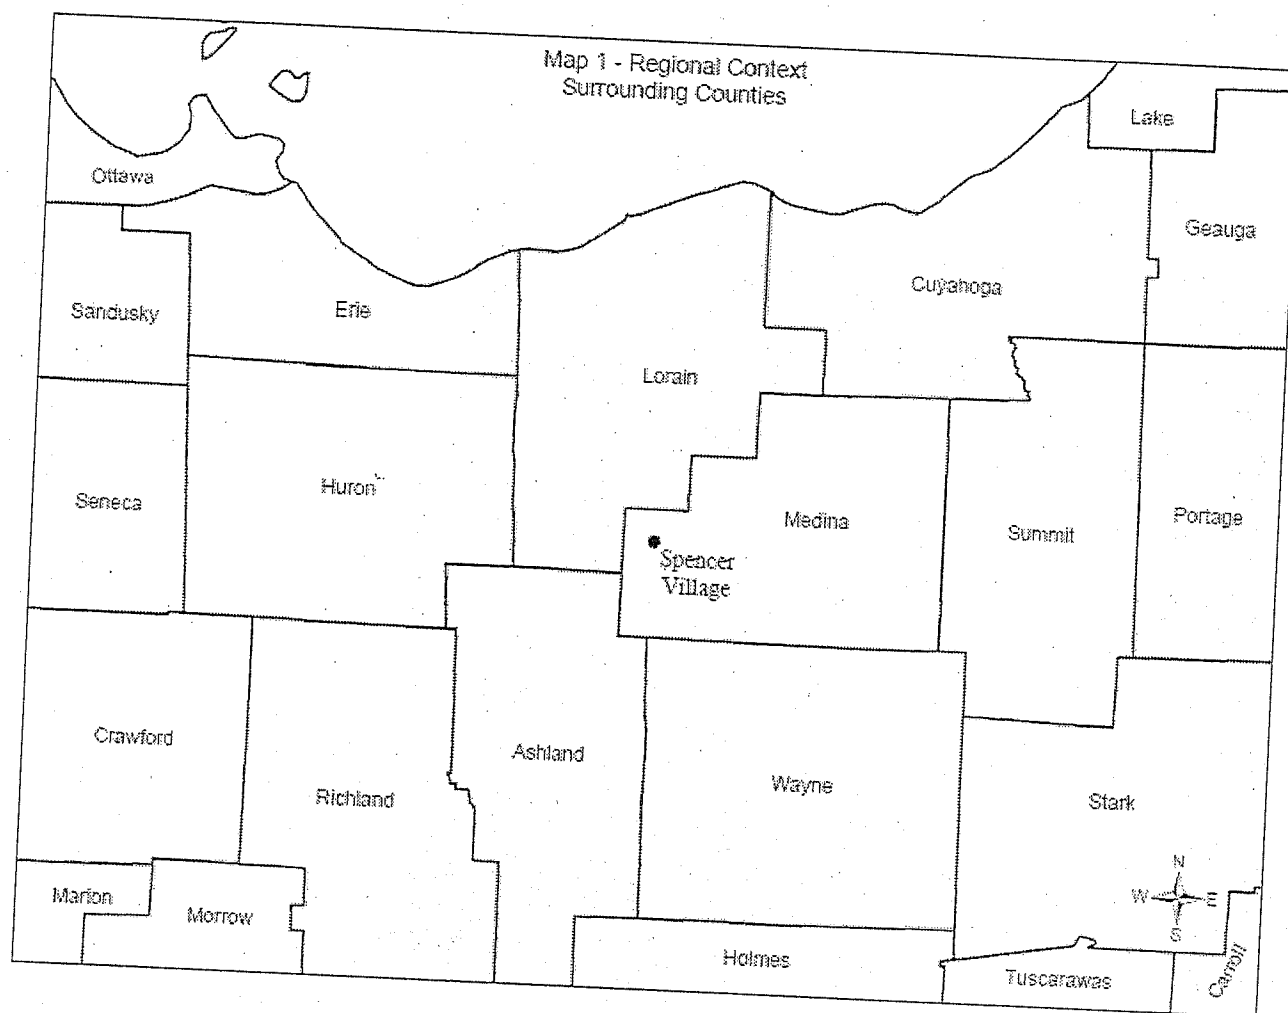 Map 1 - Regional Context
Surrounding Counties
Lake
Ottawa
Geauga
Cuyahoga
Sandusky
Erie
Lorain
Huron
Seneca
Medina
Summit
Portage
Spencer
Village
Crawford
Ashland
Richland
Wayne
Stark
N
W
E
S
Marion
Morrow
Holmes
Tuscarawas
Carroll